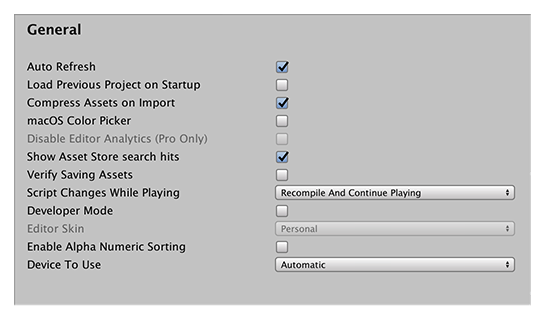 General
Auto Refresh
Load Previous Project on Startup
Compress Assets on Import
macOS Color Picker
Disable Editor Analytics (Pro Only)
Show Asset Store search hits
Verify Saving Assets
Script Changes While Playing Recompile And Continue Playing
Developer Mode
Editor Skin Personal
Enable Alpha Numeric Sorting
Device To Use Automatic